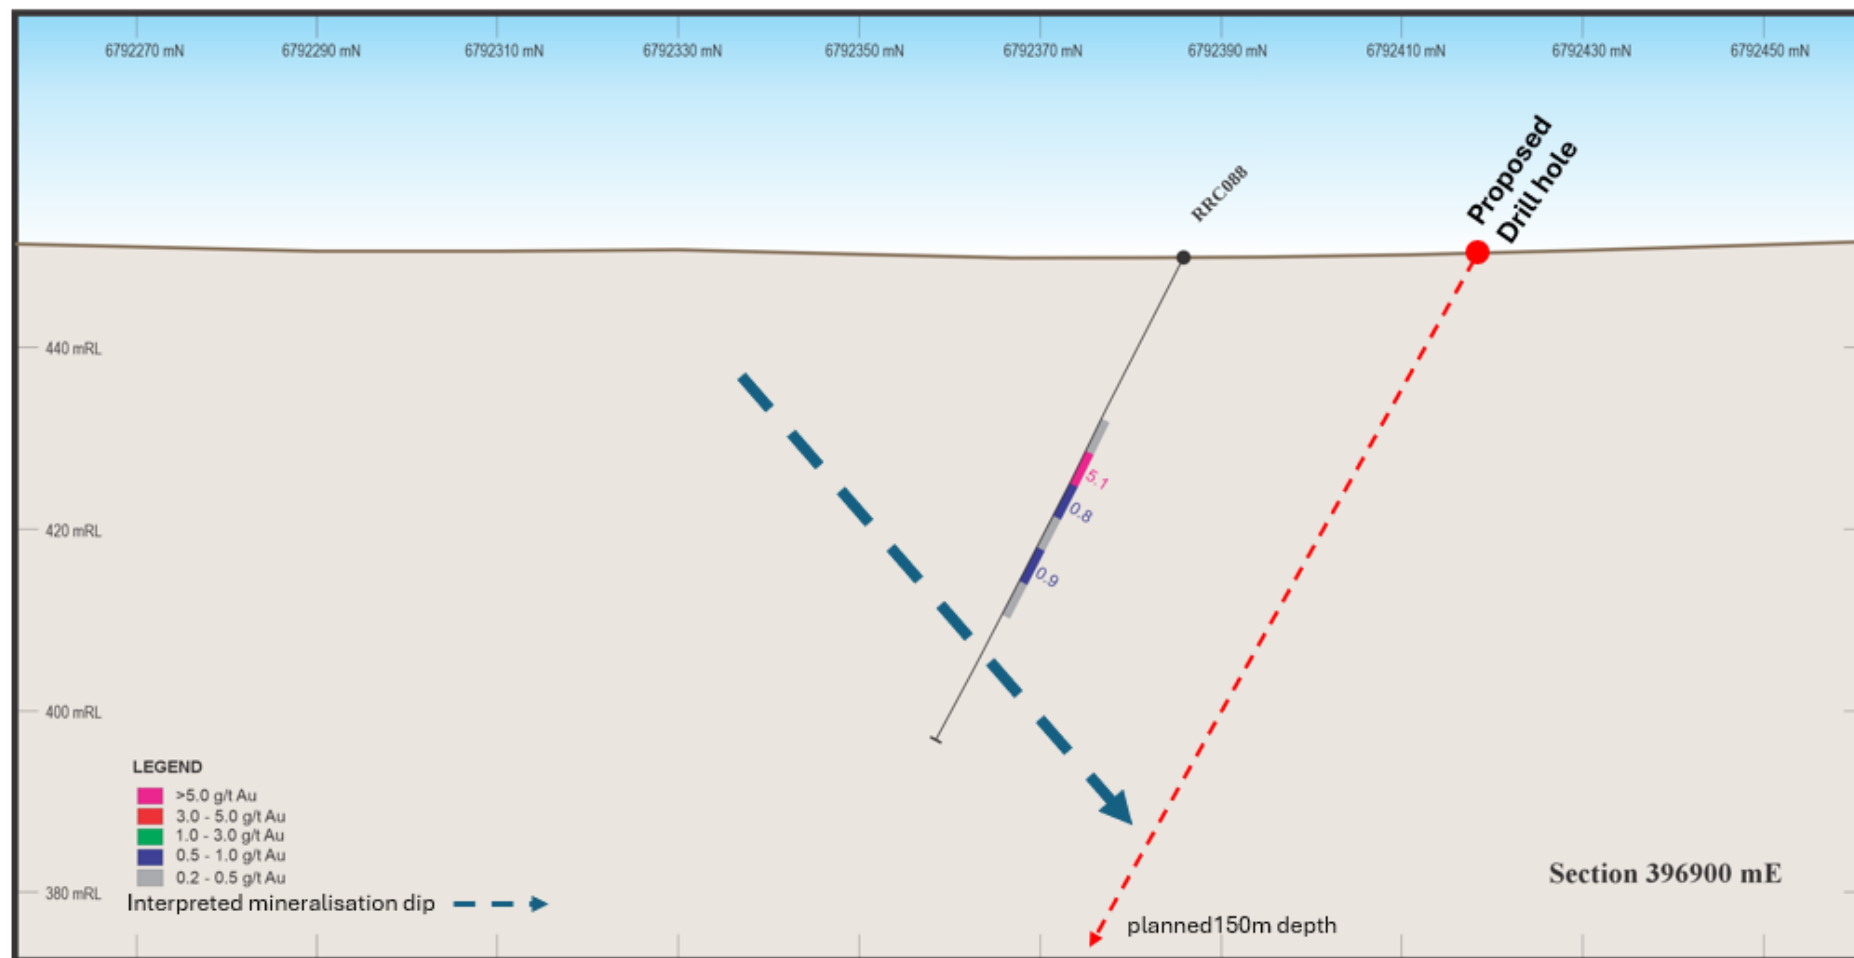 6792270 mN
6792290 mN
6792310 mN
6792330 mN
6792350 mN
6792370 mN
6792390 mN
6792410 mN
6792430 mN
6792450 mN
Proposed
Drill hole
RRC088
440 mRL
5.1
0.8
420 mRL
0.9
400 mRL
LEGEND
>5.0 g/t Au
3.0 - 5.0 g/t Au
1.0 - 3.0 g/t Au
0.5 - 1.0 g/t Au
0.2 - 0.5 g/t Au
Section 396900 mE
380 mRL
Interpreted mineralisation dip
planned150m depth